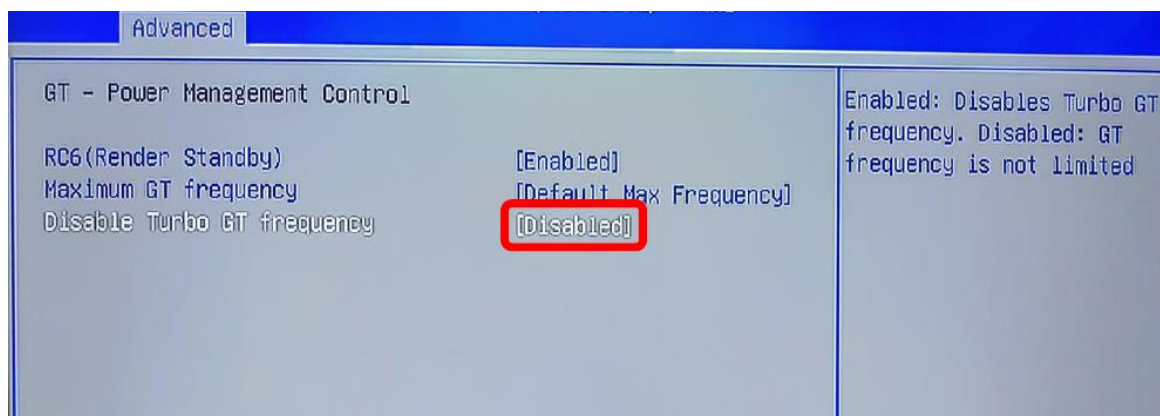 Advanced
GT - Power Management Control
RC6(Render Standby) [Enabled]
Maximum GT frequency [Default Max Frequency]
Disable Turbo GT frequency [Disabled]
Enabled: Disables Turbo GT
frequency. Disabled: GT
frequency is not limited